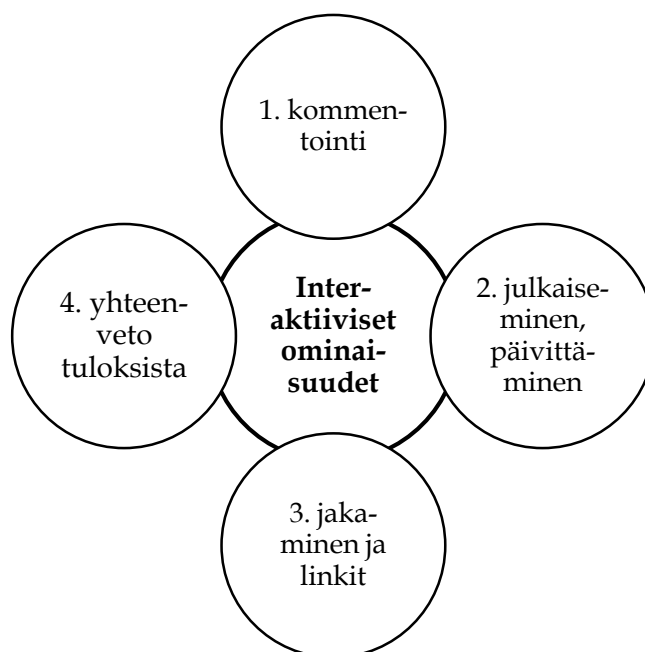 1. kommen-
tointi
Inter-
aktiiviset
ominai-
suudet
2. julkaise-
minen,
päivittä-
minen
3. jaka-
minen ja
linkit
4. yhteen-
veto
tuloksista